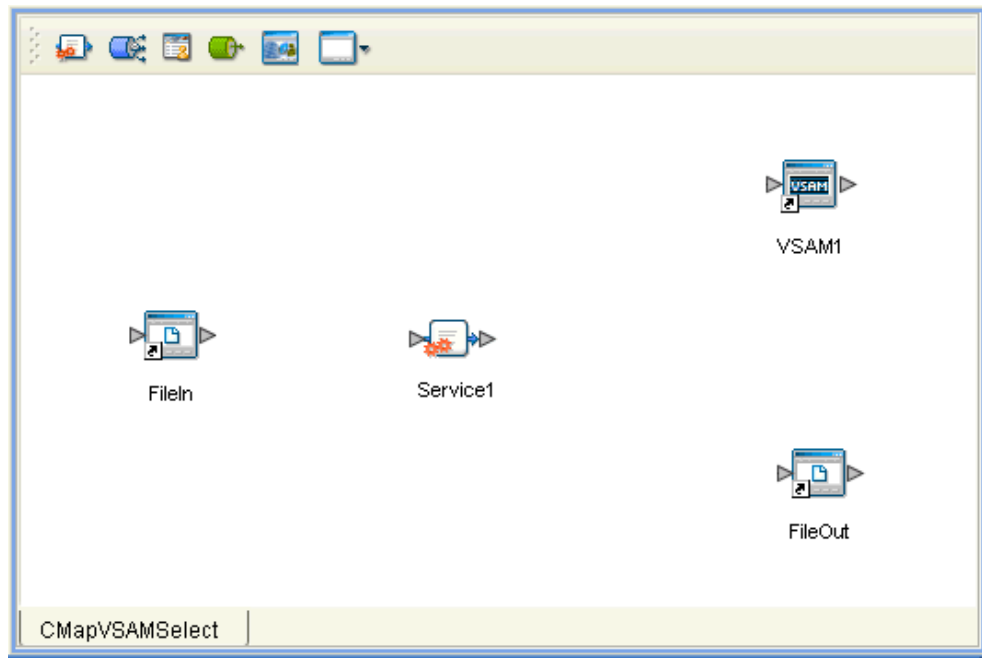 VSAM
VSAM1
FileIn
Service1
FileOut
CMapVSAMSelect